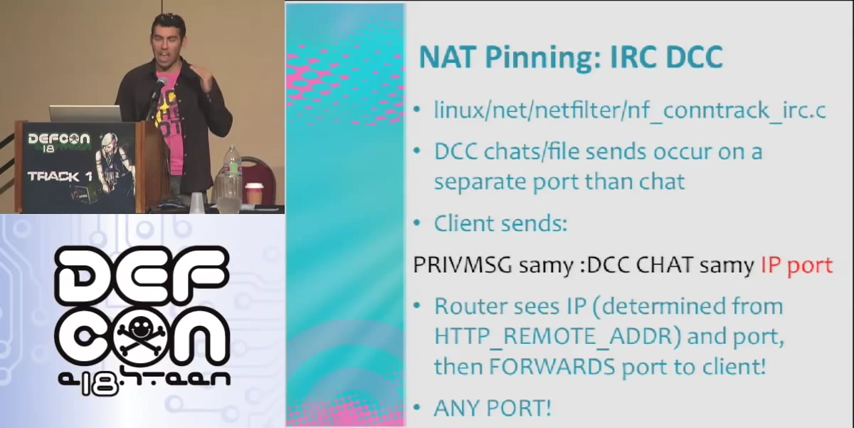 DEFCON
18
TRACK 1
DEF
CON
e18hteen
NAT Pinning: IRC DCC
• linux/net/netfilter/nf_conntrack_irc.c
• DCC chats/file sends occur on a
separate port than chat
• Client sends:
PRIVMSG samy :DCC CHAT samy IP port
• Router sees IP (determined from
HTTP_REMOTE_ADDR) and port,
then FORWARDS port to client!
• ANY PORT!